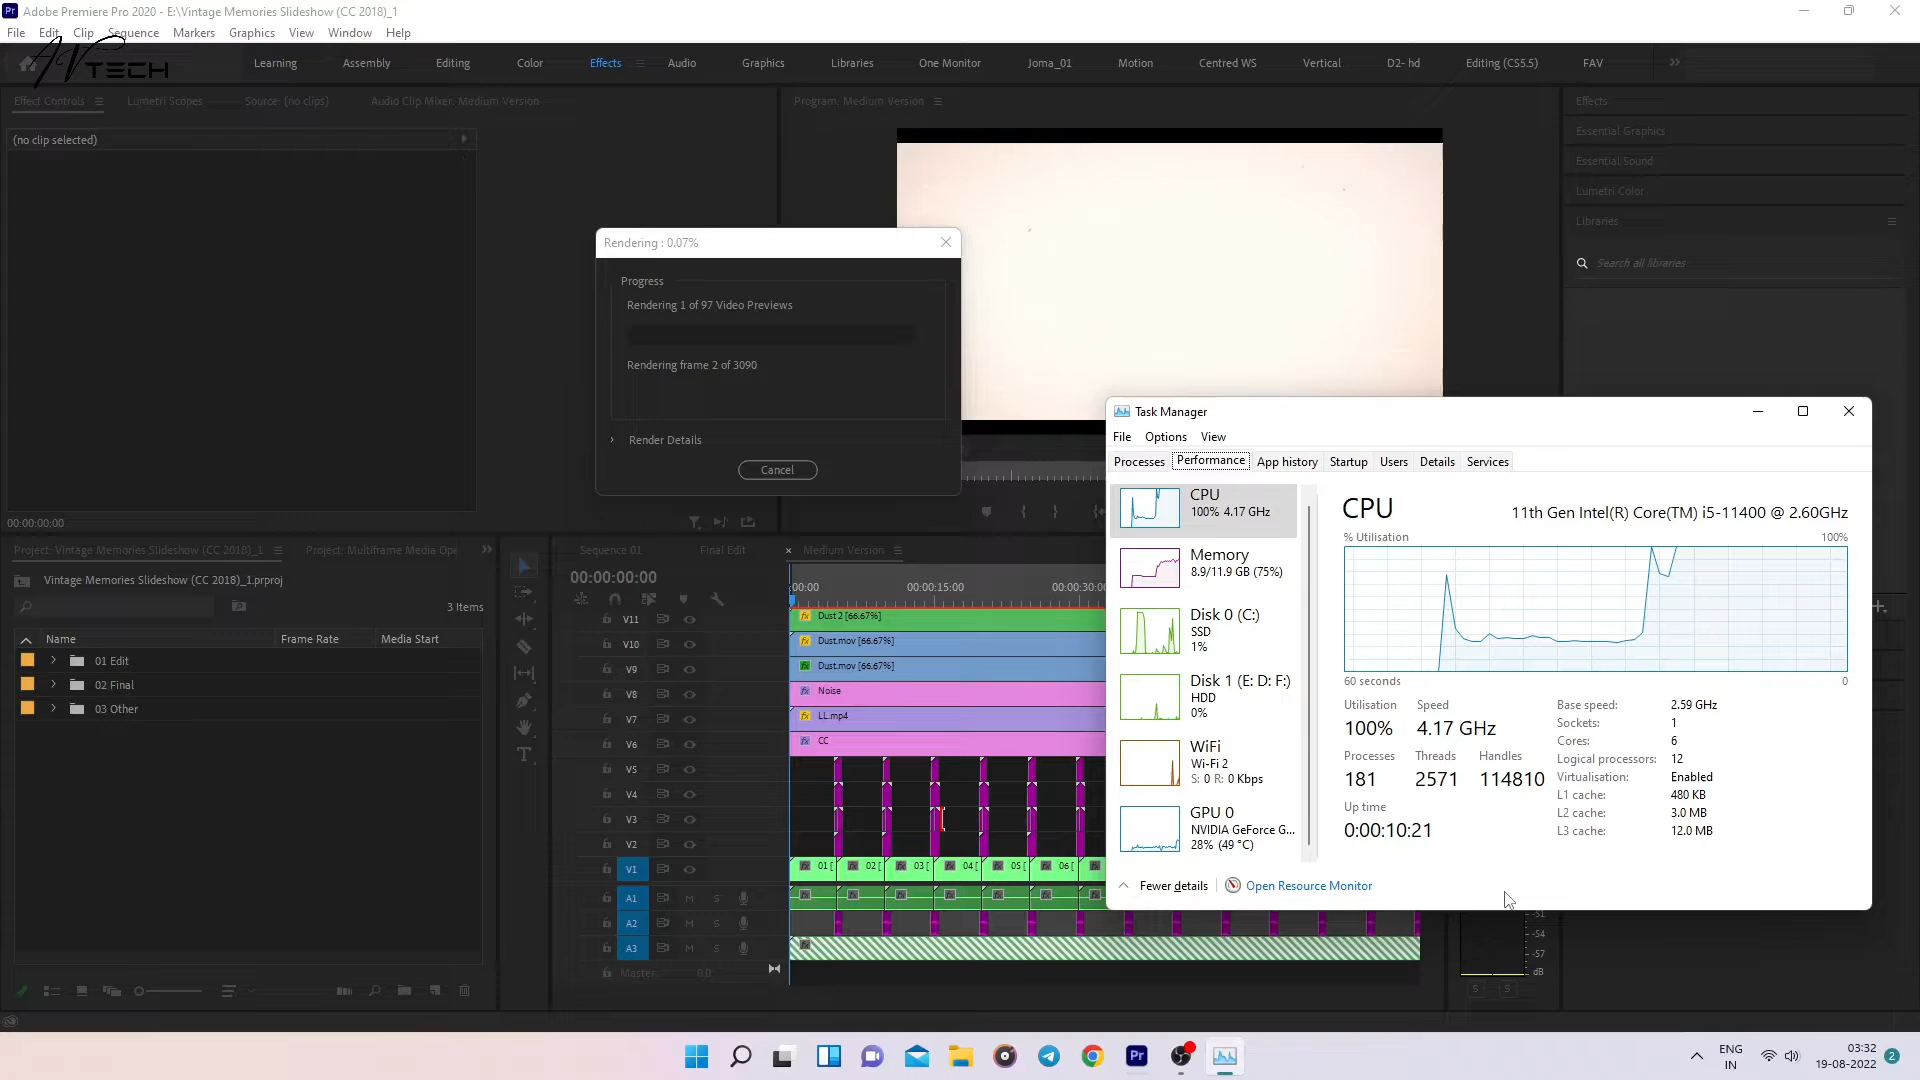 Adobe Premiere Pro 2020 - E:\Vintage Memories Slideshow (CC 2018)_1
File Edit Clip Sequence Markers Graphics View Window Help
AV TECH
Learning Assembly Editing Color Effects Audio Graphics Libraries One Monitor Joma_01 Motion Centred WS Vertical D2- hd Editing (CS5.5) FAV
Effect Controls Lumetri Scopes Source: (no clips) Audio Clip Mixer: Medium Version
(no clip selected)
00:00:00:00
Program: Medium Version
Effects
Essential Graphics
Essential Sound
Lumetri Color
Libraries
Search all libraries
Rendering : 0.07%
Progress
Rendering 1 of 97 Video Previews
Rendering frame 2 of 3090
Render Details
Cancel
Project: Vintage Memories Slideshow (CC 2018)_1 Project: Multiframe Media Ope
Vintage Memories Slideshow (CC 2018)_1.prproj
3 Items
Name Frame Rate Media Start
01 Edit
02 Final
03 Other
Sequence 01 Final Edit Medium Version
00:00:00:00
:00:00 00:00:15:00 00:00:30:0
V11 Dust 2 [66.67%]
V10 Dust.mov [66.67%]
V9 Dust.mov [66.67%]
V8 Noise
V7 LL.mp4
V6 CC
V5
V4
V3
V2
V1 01 [ 02 [ 03 [ 04 [ 05 [ 06 [
A1 M S
A2 M S
A3 M S
Master 0.0
Task Manager
File Options View
Processes Performance App history Startup Users Details Services
CPU
100% 4.17 GHz
Memory
8.9/11.9 GB (75%)
Disk 0 (C:)
SSD
1%
Disk 1 (E: D: F:)
HDD
0%
WiFi
Wi-Fi 2
S: 0 R: 0 Kbps
GPU 0
NVIDIA GeForce G...
28% (49 °C)
CPU 11th Gen Intel(R) Core(TM) i5-11400 @ 2.60GHz
% Utilisation 100%
60 seconds 0
Utilisation Speed
100% 4.17 GHz
Processes Threads Handles
181 2571 114810
Up time
0:00:10:21
Base speed: 2.59 GHz
Sockets: 1
Cores: 6
Logical processors: 12
Virtualisation: Enabled
L1 cache: 480 KB
L2 cache: 3.0 MB
L3 cache: 12.0 MB
Fewer details Open Resource Monitor
-51
-54
-57
dB
S S
ENG
IN
03:32
19-08-2022
2